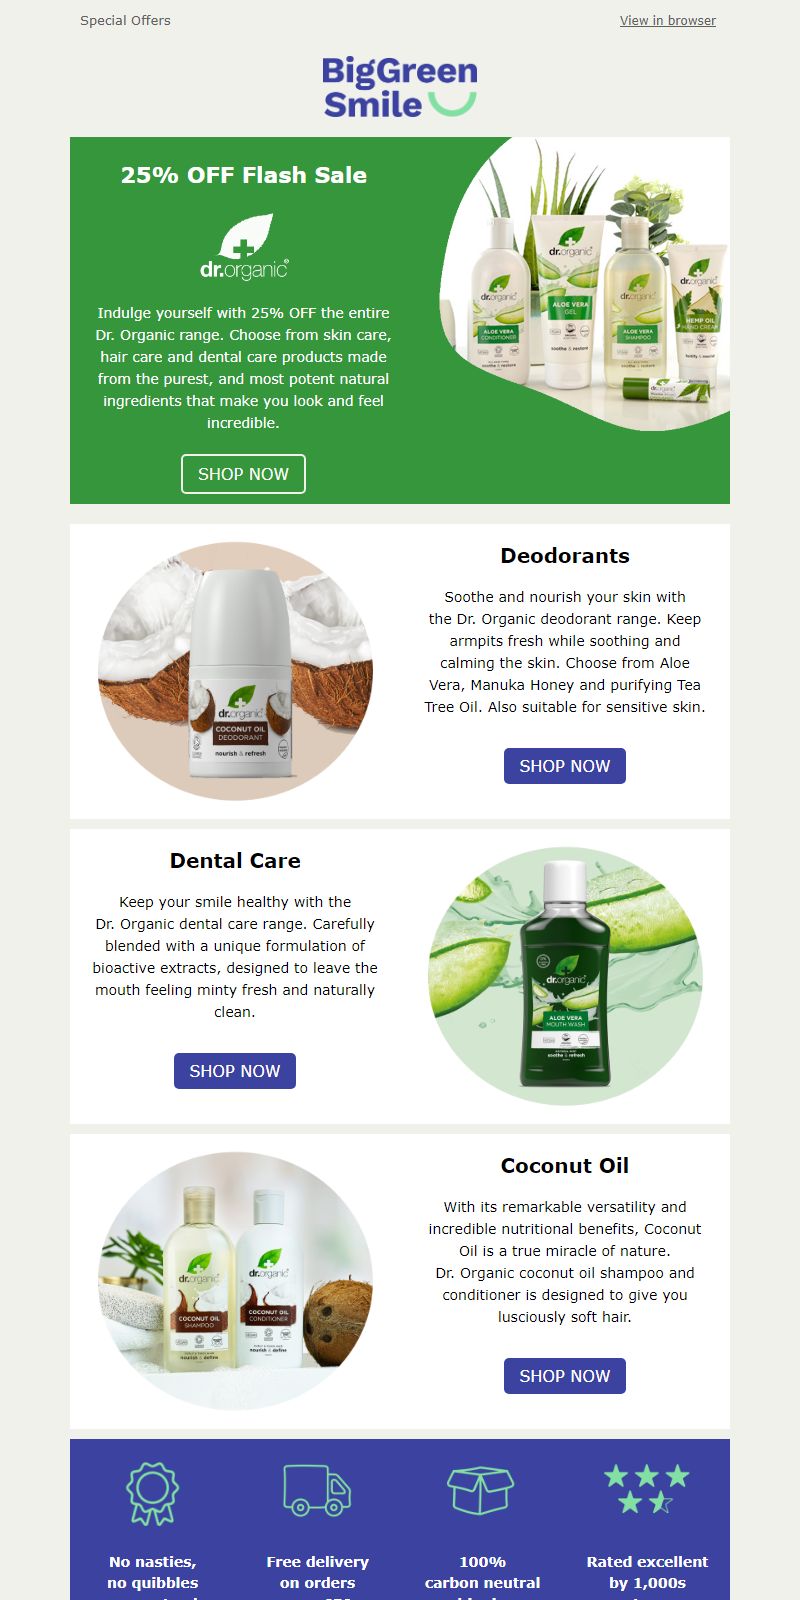 Special Offers
View in browser
BigGreen
Smile
25% OFF Flash Sale
dr.organic®
Indulge yourself with 25% OFF the entire
Dr. Organic range. Choose from skin care,
hair care and dental care products made
from the purest, and most potent natural
ingredients that make you look and feel
incredible.
SHOP NOW
dr.organic
ALOE VERA
CONDITIONER
soothe & restore
dr.organic
ALOE VERA
GEL
soothe & restore
dr.organic
ALOE VERA
SHAMPOO
soothe & restore
dr.organic
HEMP OIL
HAND CREAM
dr.organic
COCONUT OIL
DEODORANT
nourish & refresh
Deodorants
Soothe and nourish your skin with
the Dr. Organic deodorant range. Keep
armpits fresh while soothing and
calming the skin. Choose from Aloe
Vera, Manuka Honey and purifying Tea
Tree Oil. Also suitable for sensitive skin.
SHOP NOW
Dental Care
Keep your smile healthy with the
Dr. Organic dental care range. Carefully
blended with a unique formulation of
bioactive extracts, designed to leave the
mouth feeling minty fresh and naturally
clean.
SHOP NOW
dr.organic
ALOE VERA
MOUTH WASH
soothe & refresh
dr.organic
COCONUT OIL
SHAMPOO
nourish & define
dr.organic
COCONUT OIL
CONDITIONER
nourish & define
Coconut Oil
With its remarkable versatility and
incredible nutritional benefits, Coconut
Oil is a true miracle of nature.
Dr. Organic coconut oil shampoo and
conditioner is designed to give you
lusciously soft hair.
SHOP NOW
No nasties,
no quibbles
Free delivery
on orders
100%
carbon neutral
Rated excellent
by 1,000s